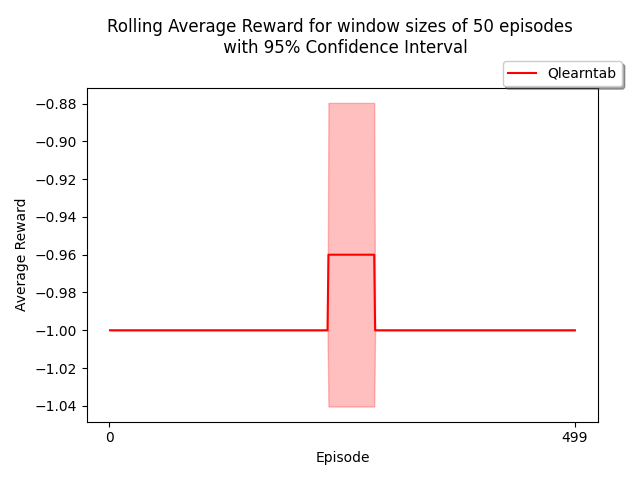 Rolling Average Reward for window sizes of 50 episodes
with 95% Confidence Interval
Qlearntab
−0.88
−0.90
−0.92
−0.94
−0.96
−0.98
−1.00
−1.02
−1.04
Average Reward
0
499
Episode